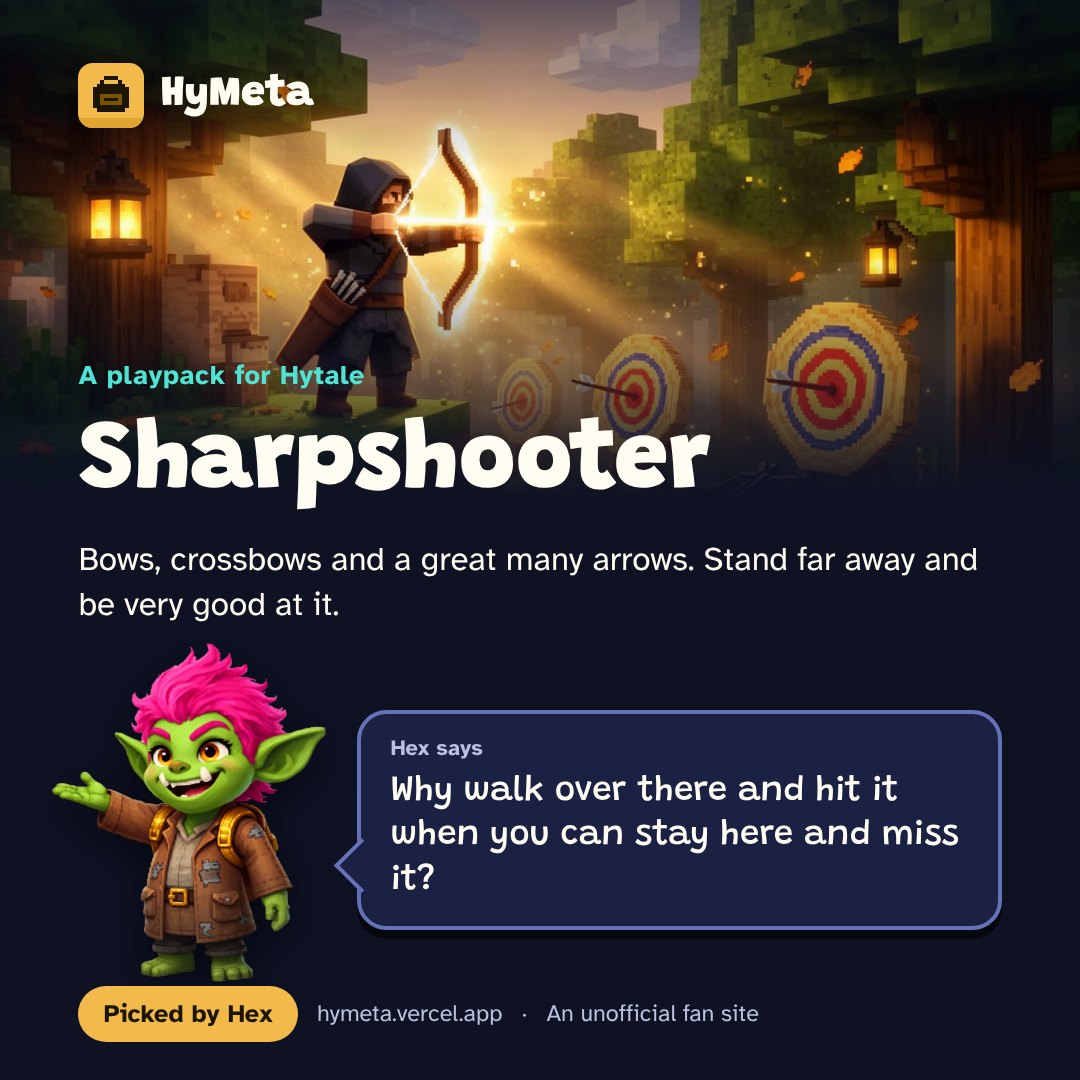 HyMeta
A playpack for Hytale
Sharpshooter
Bows, crossbows and a great many arrows. Stand far away and
be very good at it.
Hex says
Why walk over there and hit it
when you can stay here and miss
it?
Picked by Hex
hymeta.vercel.app · An unofficial fan site